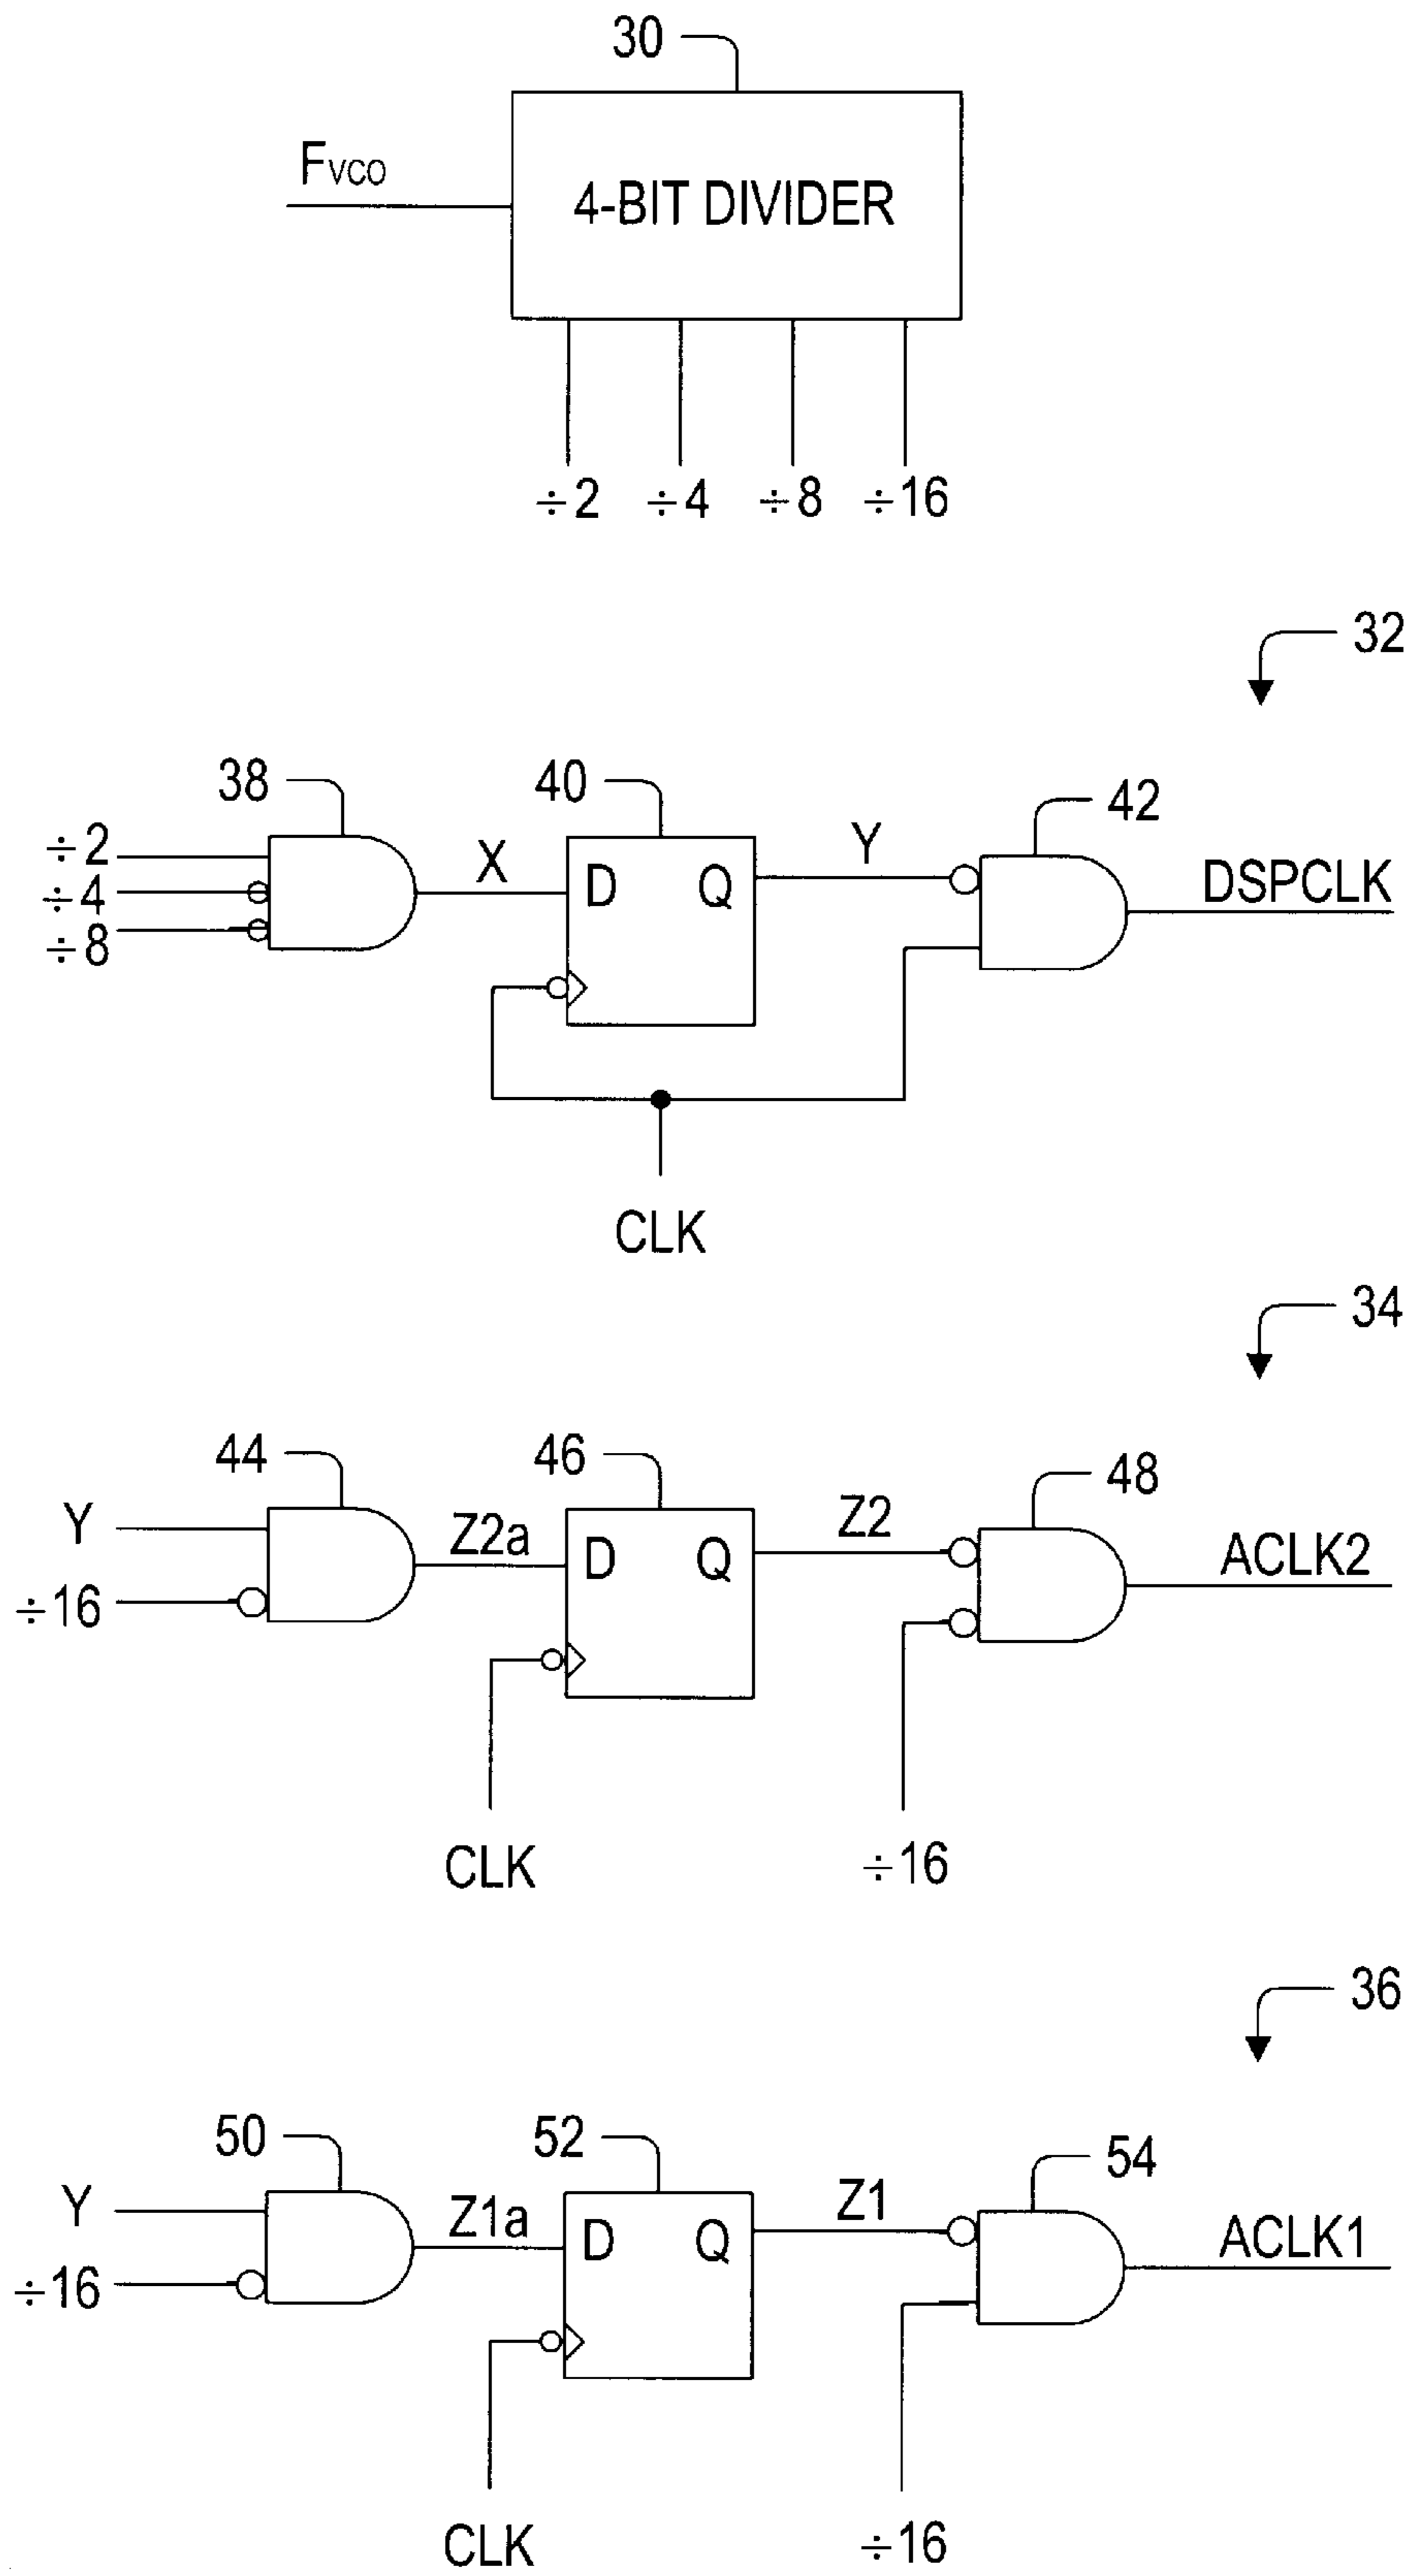 30
FVCO
4-BIT DIVIDER
÷2 ÷4 ÷8 ÷16
32
38 40 42
÷2 X D Q Y DSPCLK
÷4
÷8
CLK
34
44 46 48
Y Z2a D Q Z2 ACLK2
÷16
CLK ÷16
36
50 52 54
Y Z1a D Q Z1 ACLK1
÷16
CLK ÷16